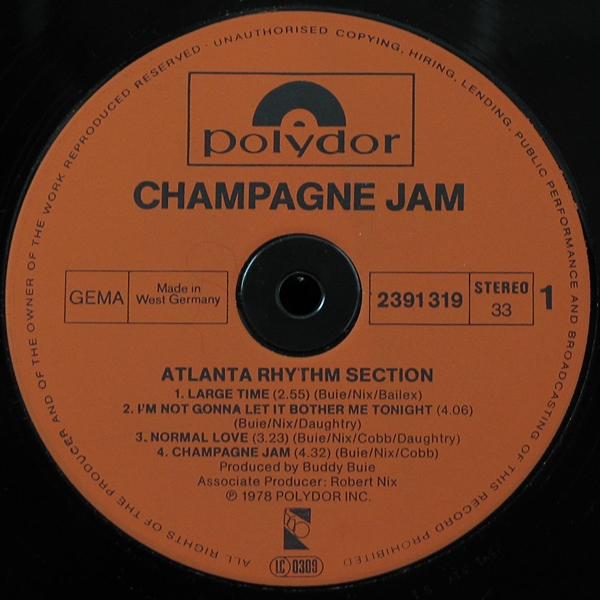 ALL RIGHTS OF THE PRODUCER AND OF THE OWNER OF THE WORK REPRODUCED RESERVED · UNAUTHORISED COPYING, HIRING, LENDING, PUBLIC PERFORMANCE AND BROADCASTING OF THIS RECORD PROHIBITED
polydor
CHAMPAGNE JAM
GEMA
Made in
West Germany
2391 319
STEREO
33
1
ATLANTA RHYTHM SECTION
1. LARGE TIME (2.55) (Buie/Nix/Bailex)
2. I'M NOT GONNA LET IT BOTHER ME TONIGHT (4.06)
(Buie/Nix/Daughtry)
3. NORMAL LOVE (3.23) (Buie/Nix/Cobb/Daughtry)
4. CHAMPAGNE JAM (4.32) (Buie/Nix/Cobb)
Produced by Buddy Buie
Associate Producer: Robert Nix
℗ 1978 POLYDOR INC.
LC 0309